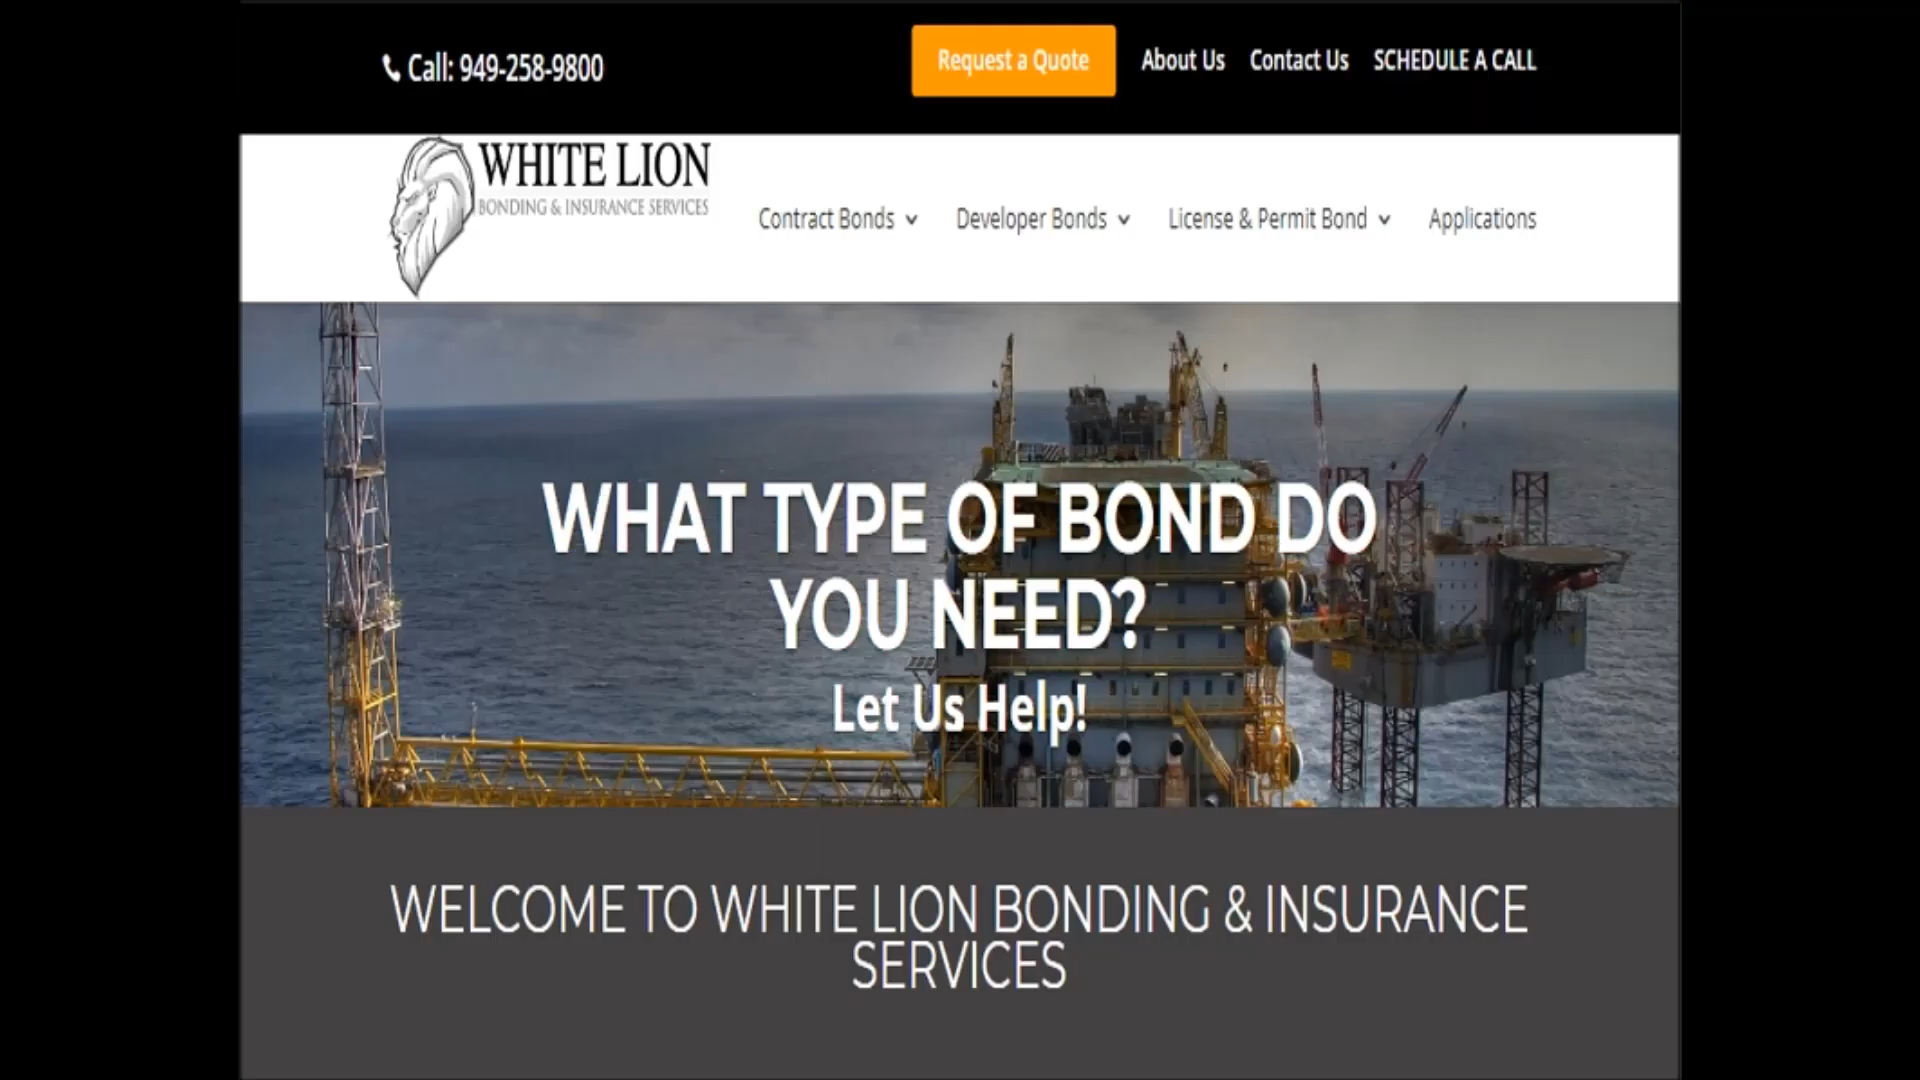 Call: 949-258-9800
Request a Quote
About Us
Contact Us
SCHEDULE A CALL
WHITE LION
BONDING & INSURANCE SERVICES
Contract Bonds
Developer Bonds
License & Permit Bond
Applications
WHAT TYPE OF BOND DO
YOU NEED?
Let Us Help!
WELCOME TO WHITE LION BONDING & INSURANCE
SERVICES